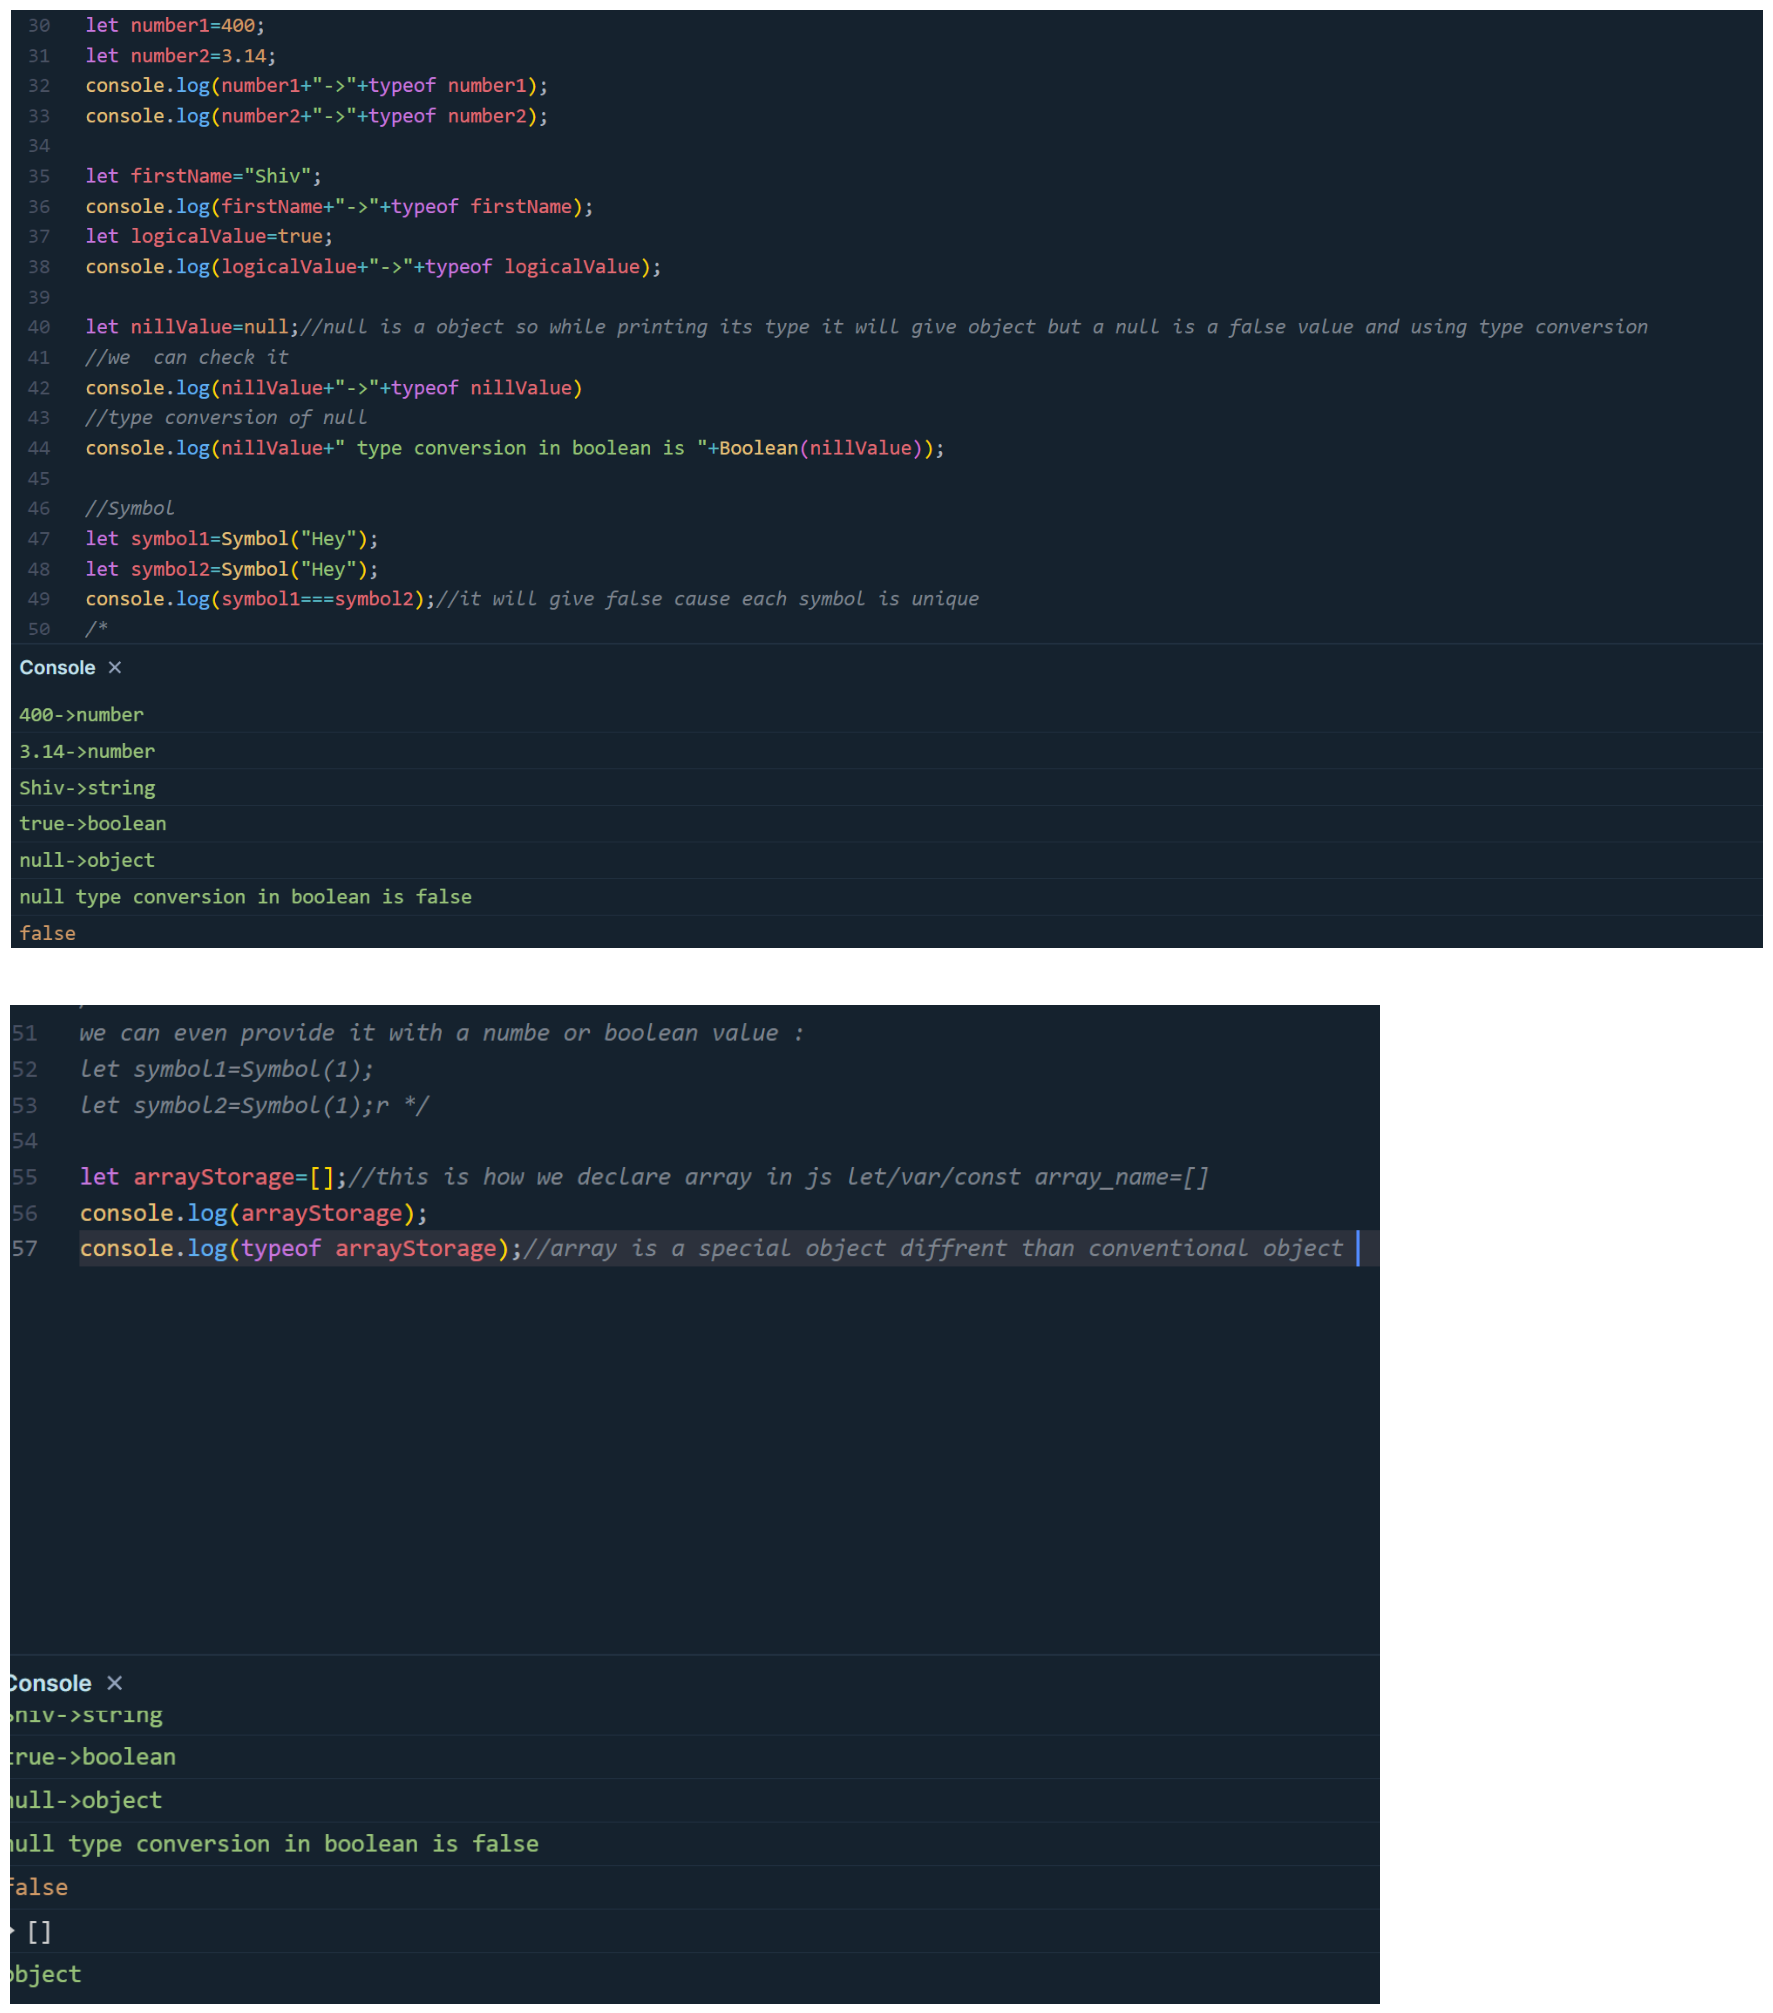 30 let number1=400;
31 let number2=3.14;
32 console.log(number1+"->"+typeof number1);
33 console.log(number2+"->"+typeof number2);
34
35 let firstName="Shiv";
36 console.log(firstName+"->"+typeof firstName);
37 let logicalValue=true;
38 console.log(logicalValue+"->"+typeof logicalValue);
39
40 let nillValue=null;//null is a object so while printing its type it will give object but a null is a false value and using type conversion
41 //we  can check it
42 console.log(nillValue+"->"+typeof nillValue)
43 //type conversion of null
44 console.log(nillValue+" type conversion in boolean is "+Boolean(nillValue));
45
46 //Symbol
47 let symbol1=Symbol("Hey");
48 let symbol2=Symbol("Hey");
49 console.log(symbol1===symbol2);//it will give false cause each symbol is unique
50 /*
Console ×
400->number
3.14->number
Shiv->string
true->boolean
null->object
null type conversion in boolean is false
false
51 we can even provide it with a numbe or boolean value :
52 let symbol1=Symbol(1);
53 let symbol2=Symbol(1);r */
54
55 let arrayStorage=[];//this is how we declare array in js let/var/const array_name=[]
56 console.log(arrayStorage);
57 console.log(typeof arrayStorage);//array is a special object diffrent than conventional object
Console ×
Shiv->string
true->boolean
null->object
null type conversion in boolean is false
false
[]
object